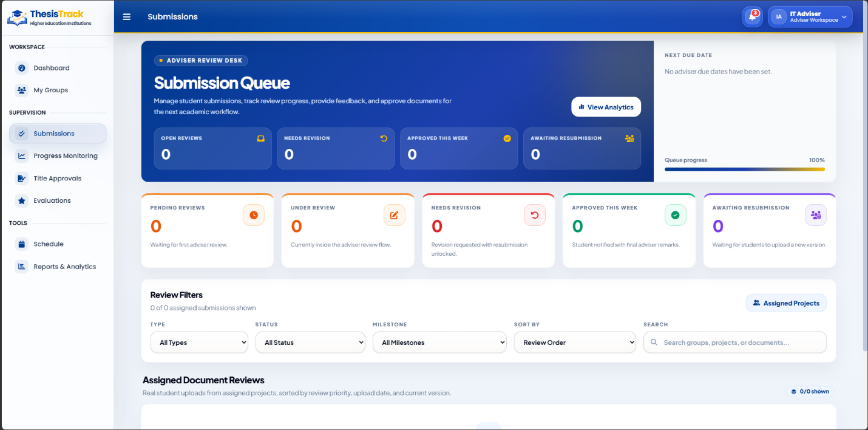 ThesisTrack
Higher Education Institutions
Submissions
3
IA
IT Adviser
Adviser Workspace
WORKSPACE
Dashboard
My Groups
SUPERVISION
Submissions
Progress Monitoring
Title Approvals
Evaluations
TOOLS
Schedule
Reports & Analytics
ADVISER REVIEW DESK
Submission Queue
Manage student submissions, track review progress, provide feedback, and approve documents for
the next academic workflow.
View Analytics
OPEN REVIEWS
0
NEEDS REVISION
0
APPROVED THIS WEEK
0
AWAITING RESUBMISSION
0
NEXT DUE DATE
No adviser due dates have been set.
Queue progress 100%
PENDING REVIEWS
0
Waiting for first adviser review.
UNDER REVIEW
0
Currently inside the adviser review flow.
NEEDS REVISION
0
Revision requested with resubmission
unlocked.
APPROVED THIS WEEK
0
Student notified with final adviser remarks.
AWAITING RESUBMISSION
0
Waiting for students to upload a new version.
Review Filters
0 of 0 assigned submissions shown
Assigned Projects
TYPE
All Types
STATUS
All Status
MILESTONE
All Milestones
SORT BY
Review Order
SEARCH
Search groups, projects, or documents...
Assigned Document Reviews
Real student uploads from assigned projects, sorted by review priority, upload date, and current version.
0/0 shown